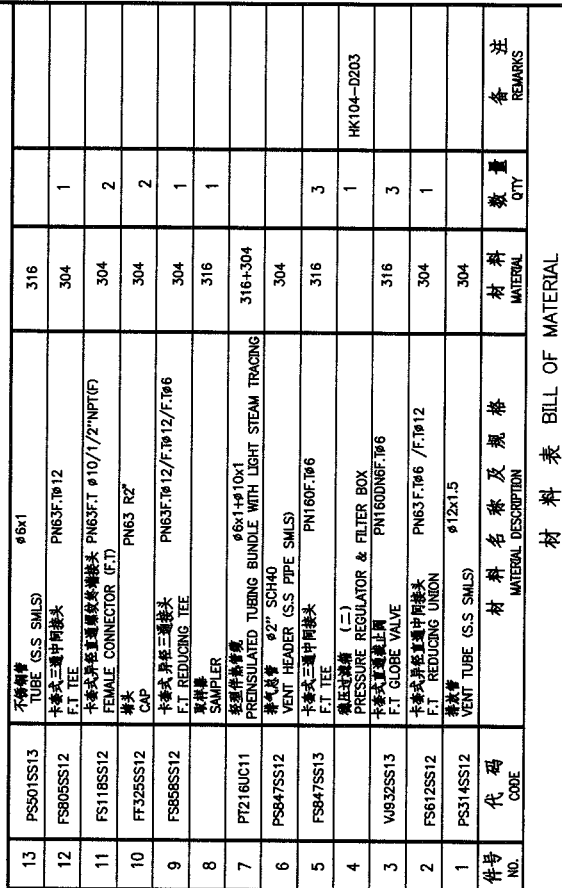 13 PS501SS13 不锈钢管 ø6x1 316
TUBE (S.S SMLS)
12 FS805SS12 卡套式三通中间接头 PN63F.Tø12 304 1
F.T TEE
11 FS118SS12 卡套式异径直通螺纹终端接头 PN63F.T ø10/1/2"NPT(F) 304 2
FEMALE CONNECTOR (F.T)
10 FF325SS12 堵头 PN63 R2" 304 2
CAP
9 FS858SS12 卡套式异径三通接头 PN63F.Tø12/F.Tø12/F.Tø6 304 1
F.T REDUCING TEE
8 取样器 316 1
SAMPLER
7 PT216UC11 轻型伴热管缆 ø6x1+ø10x1 316+304
PREINSULATED TUBING BUNDLE WITH LIGHT STEAM TRACING
6 PS847SS12 排气总管 ø2" SCH40 304
VENT HEADER (S.S PIPE SMLS)
5 FS847SS13 卡套式三通中间接头 PN160F.Tø6 316 3
F.T TEE
4 稳压过滤箱 (二) 1 HK104-D203
PRESSURE REGULATOR & FILTER BOX
3 VJ932SS13 卡套式直通截止阀 PN160DN6F.Tø6 316 3
F.T GLOBE VALVE
2 FS612SS12 卡套式异径直通中间接头 PN63 F.Tø6 /F.Tø12 304 1
F.T REDUCING UNION
1 PS314SS12 排放管 ø12x1.5 304
VENT TUBE (S.S SMLS)
件号 代 码 材 料 名 称 及 规 格 材 料 数 量 备 注
NO. CODE MATERIAL DESCRIPTION MATERIAL Q'TY REMARKS
材 料 表 BILL OF MATERIAL